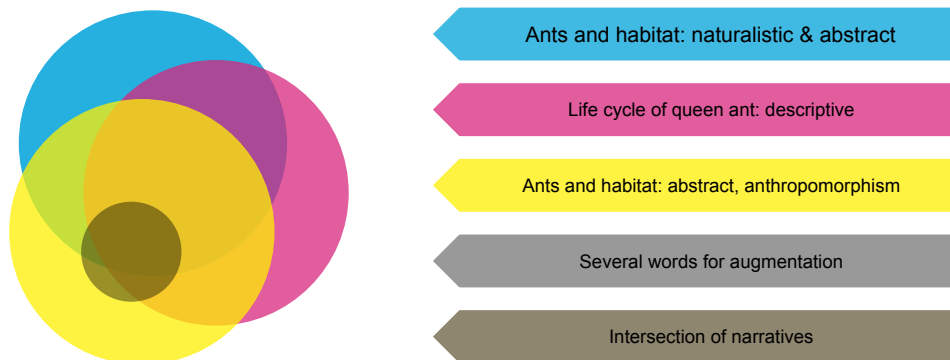 Ants and habitat: naturalistic & abstract
Life cycle of queen ant: descriptive
Ants and habitat: abstract, anthropomorphism
Several words for augmentation
Intersection of narratives